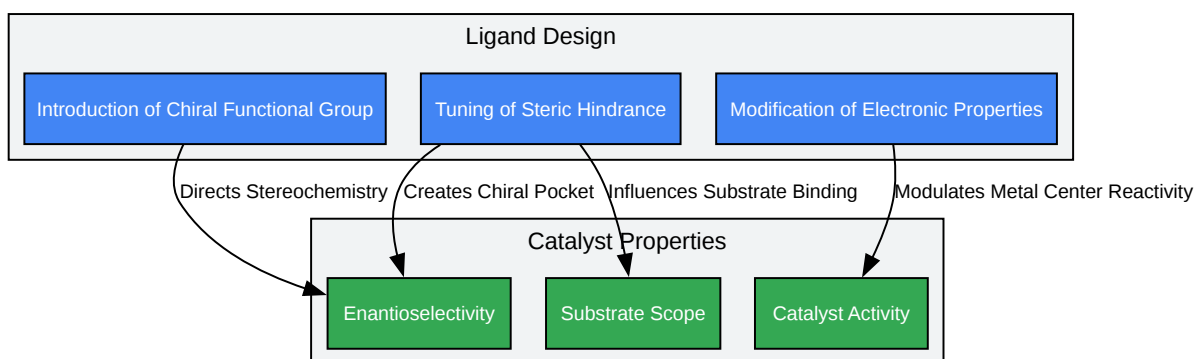 Ligand Design
Introduction of Chiral Functional Group
Tuning of Steric Hindrance
Modification of Electronic Properties
Directs Stereochemistry
Creates Chiral Pocket
Influences Substrate Binding
Modulates Metal Center Reactivity
Catalyst Properties
Enantioselectivity
Substrate Scope
Catalyst Activity